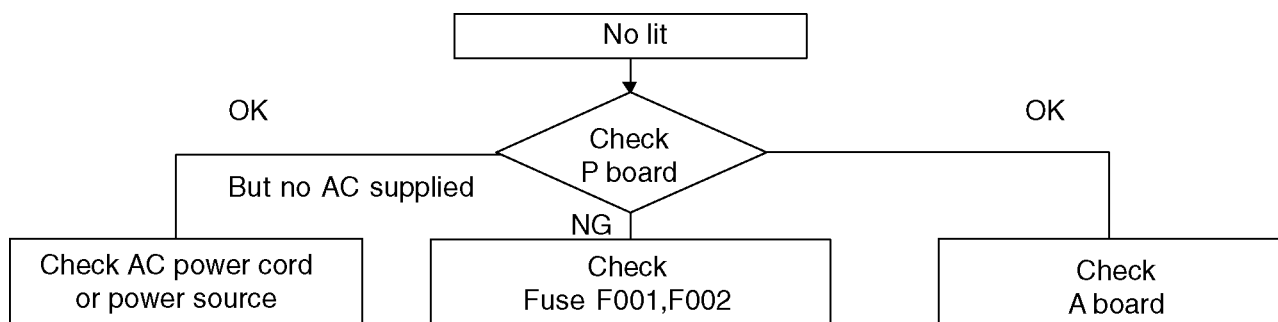 No lit
OK
OK
Check
P board
But no AC supplied
NG
Check AC power cord
or power source
Check
Fuse F001,F002
Check
A board